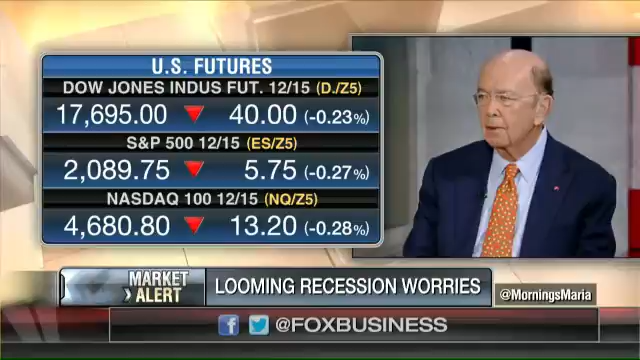 U.S. FUTURES
DOW JONES INDUS FUT. 12/15 (D./Z5)
17,695.00 ▼ 40.00 (-0.23%)
S&P 500 12/15 (ES/Z5)
2,089.75 ▼ 5.75 (-0.27%)
NASDAQ 100 12/15 (NQ/Z5)
4,680.80 ▼ 13.20 (-0.28%)
MARKET
ALERT
LOOMING RECESSION WORRIES
@MorningsMaria
@FOXBUSINESS